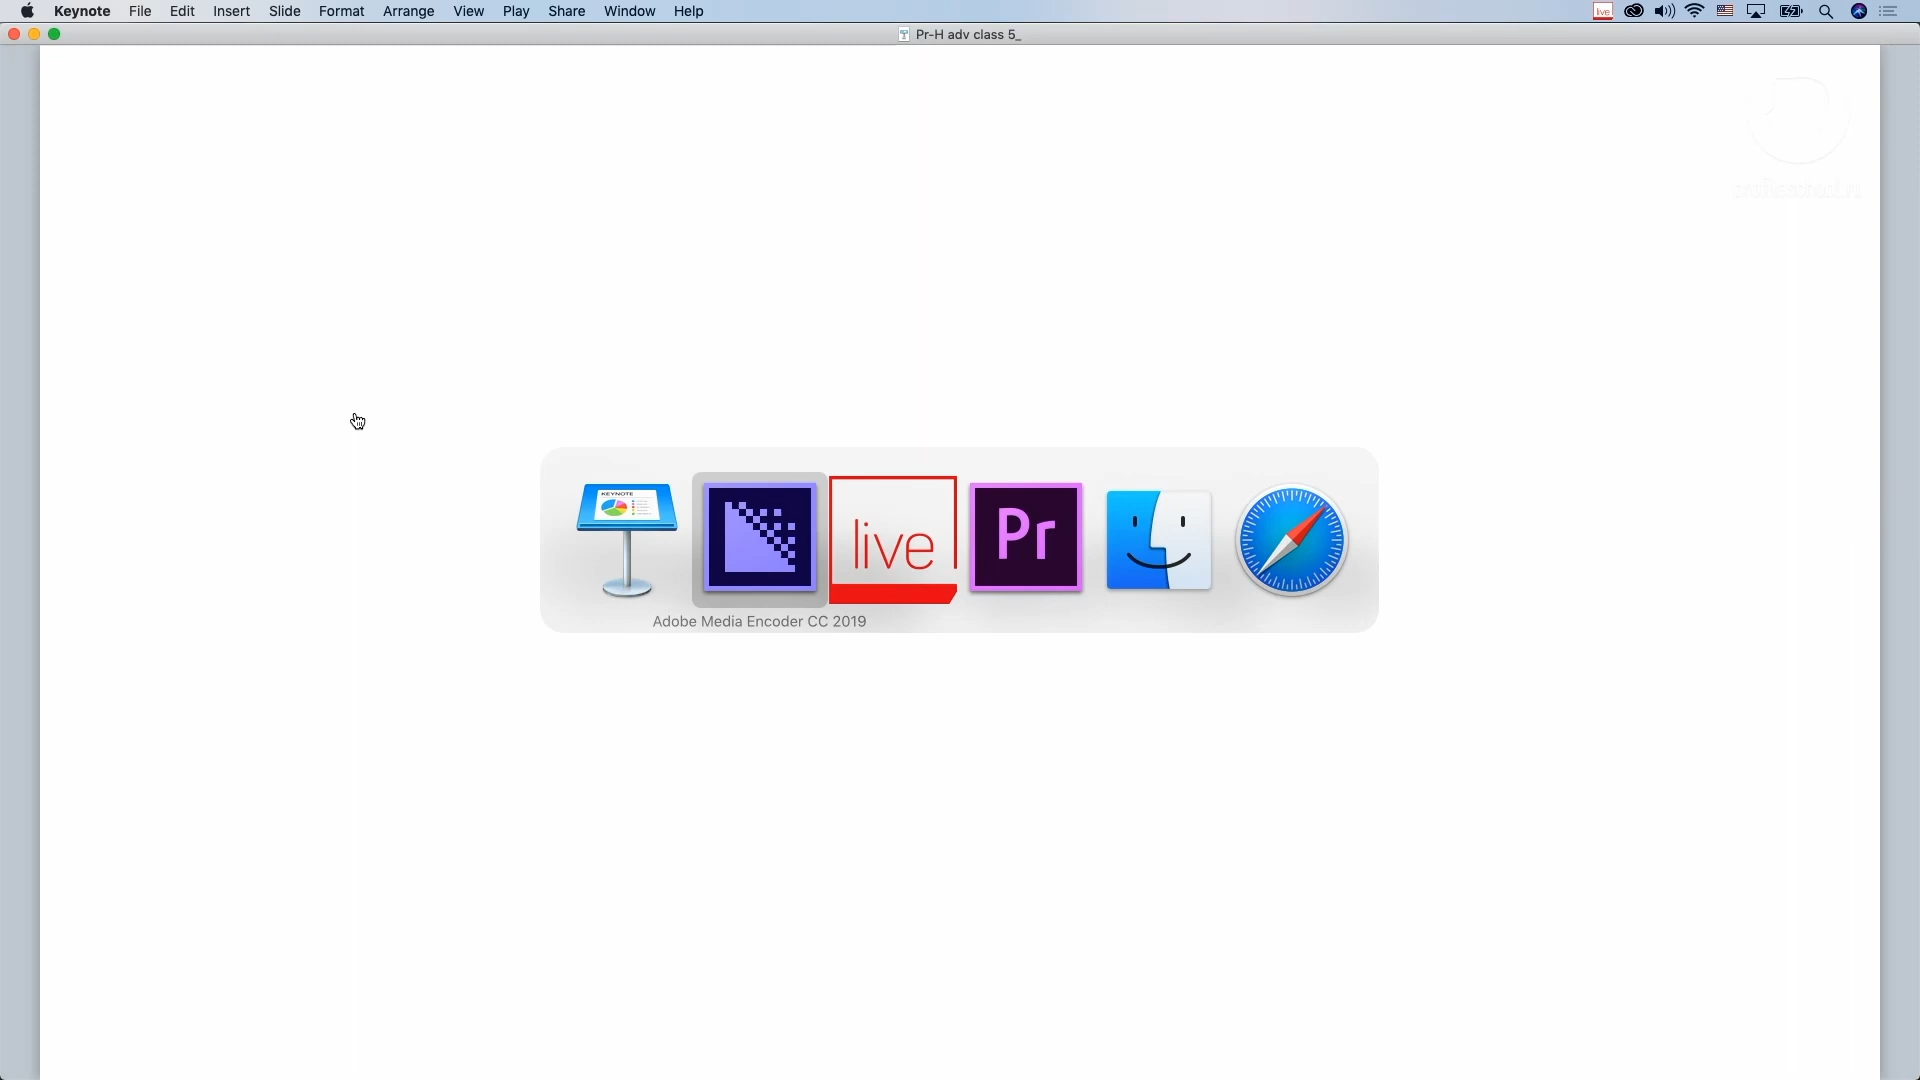 Keynote File Edit Insert Slide Format Arrange View Play Share Window Help
live
Pr-H adv class 5_
KEYNOTE
live
Pr
Adobe Media Encoder CC 2019